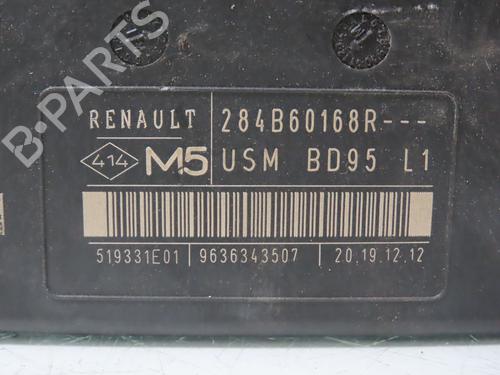 B-PARTS
RENAULT 284B60168R---
414 M5 USM BD95 L1
519331E01 9636343507 20.19.12.12